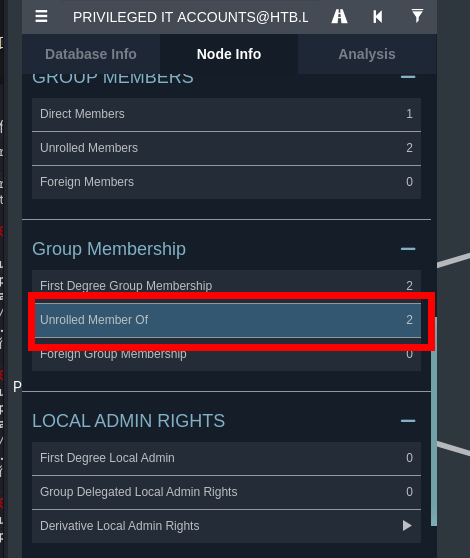 PRIVILEGED IT ACCOUNTS@HTB.L
Database Info Node Info Analysis
GROUP MEMBERS
Direct Members 1
Unrolled Members 2
Foreign Members 0
Group Membership
First Degree Group Membership 2
Unrolled Member Of 2
Foreign Group Membership 0
P
LOCAL ADMIN RIGHTS
First Degree Local Admin 0
Group Delegated Local Admin Rights 0
Derivative Local Admin Rights